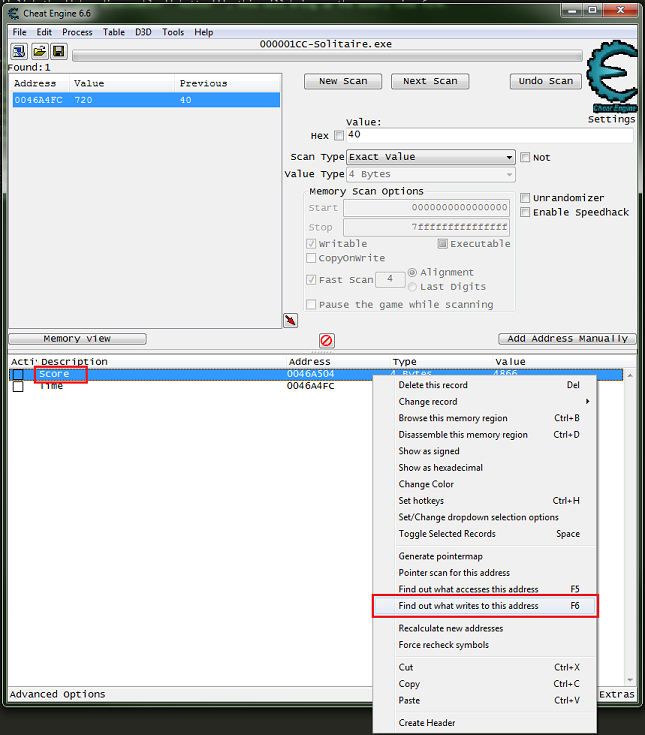 Cheat Engine 6.6
File Edit Process Table D3D Tools Help
000001CC-Solitaire.exe
Found:1
Address Value Previous
0046A4FC 720 40
New Scan Next Scan Undo Scan
Cheat Engine
Settings
Value:
Hex 40
Scan Type Exact Value Not
Value Type 4 Bytes
Memory Scan Options
Start 0000000000000000
Stop 7fffffffffffffff
Writable Executable
CopyOnWrite
Fast Scan 4 Alignment
Last Digits
Pause the game while scanning
Unrandomizer
Enable Speedhack
Memory view Add Address Manually
Description Address Type Value
Score 0046A504 4 Bytes 4866
Time 0046A4FC
Delete this record Del
Change record
Browse this memory region Ctrl+B
Disassemble this memory region Ctrl+D
Show as signed
Show as hexadecimal
Change Color
Set hotkeys Ctrl+H
Set/Change dropdown selection options
Toggle Selected Records Space
Generate pointermap
Pointer scan for this address
Find out what accesses this address F5
Find out what writes to this address F6
Recalculate new addresses
Force recheck symbols
Cut Ctrl+X
Copy Ctrl+C
Paste Ctrl+V
Create Header
Advanced Options Extras